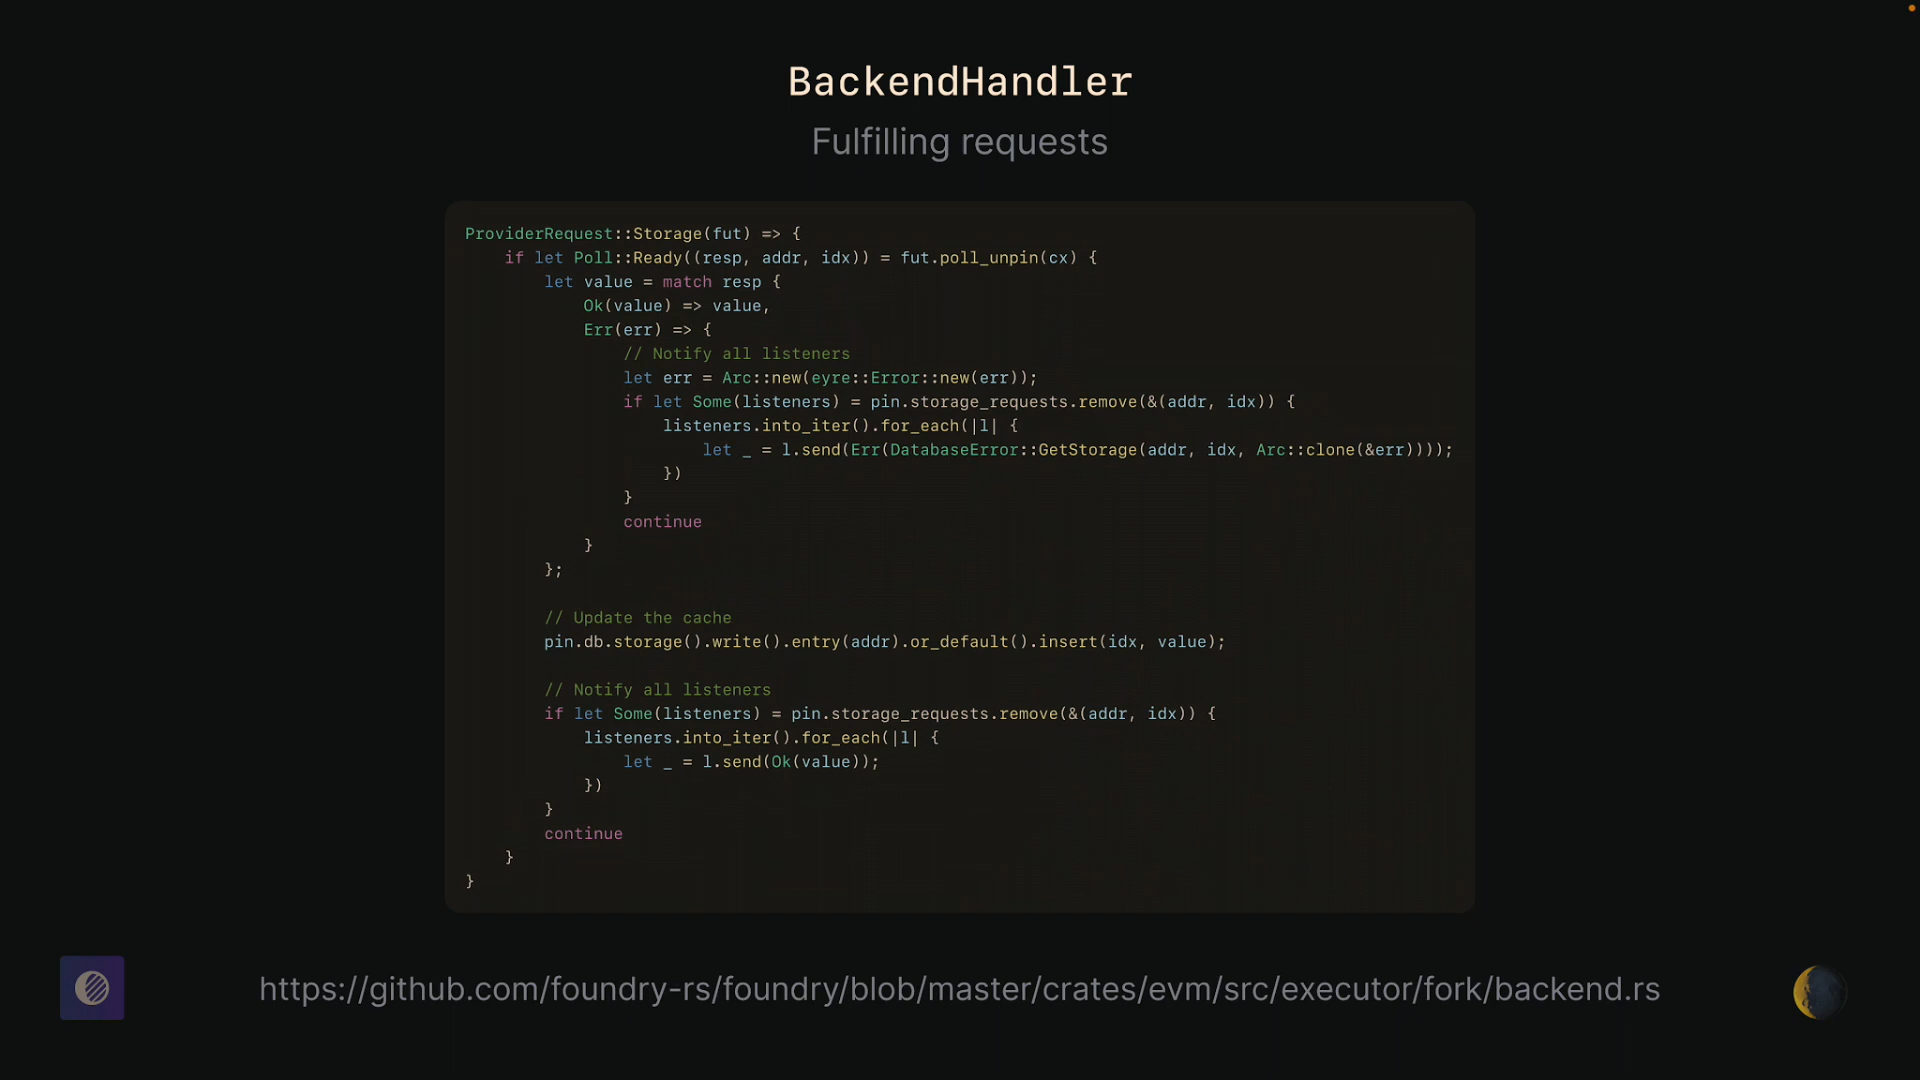 BackendHandler
Fulfilling requests
ProviderRequest::Storage(fut) => {
    if let Poll::Ready((resp, addr, idx)) = fut.poll_unpin(cx) {
        let value = match resp {
            Ok(value) => value,
            Err(err) => {
                // Notify all listeners
                let err = Arc::new(eyre::Error::new(err));
                if let Some(listeners) = pin.storage_requests.remove(&(addr, idx)) {
                    listeners.into_iter().for_each(|l| {
                        let _ = l.send(Err(DatabaseError::GetStorage(addr, idx, Arc::clone(&err))));
                    })
                }
                continue
            }
        };
        // Update the cache
        pin.db.storage().write().entry(addr).or_default().insert(idx, value);
        // Notify all listeners
        if let Some(listeners) = pin.storage_requests.remove(&(addr, idx)) {
            listeners.into_iter().for_each(|l| {
                let _ = l.send(Ok(value));
            })
        }
        continue
    }
}
https://github.com/foundry-rs/foundry/blob/master/crates/evm/src/executor/fork/backend.rs